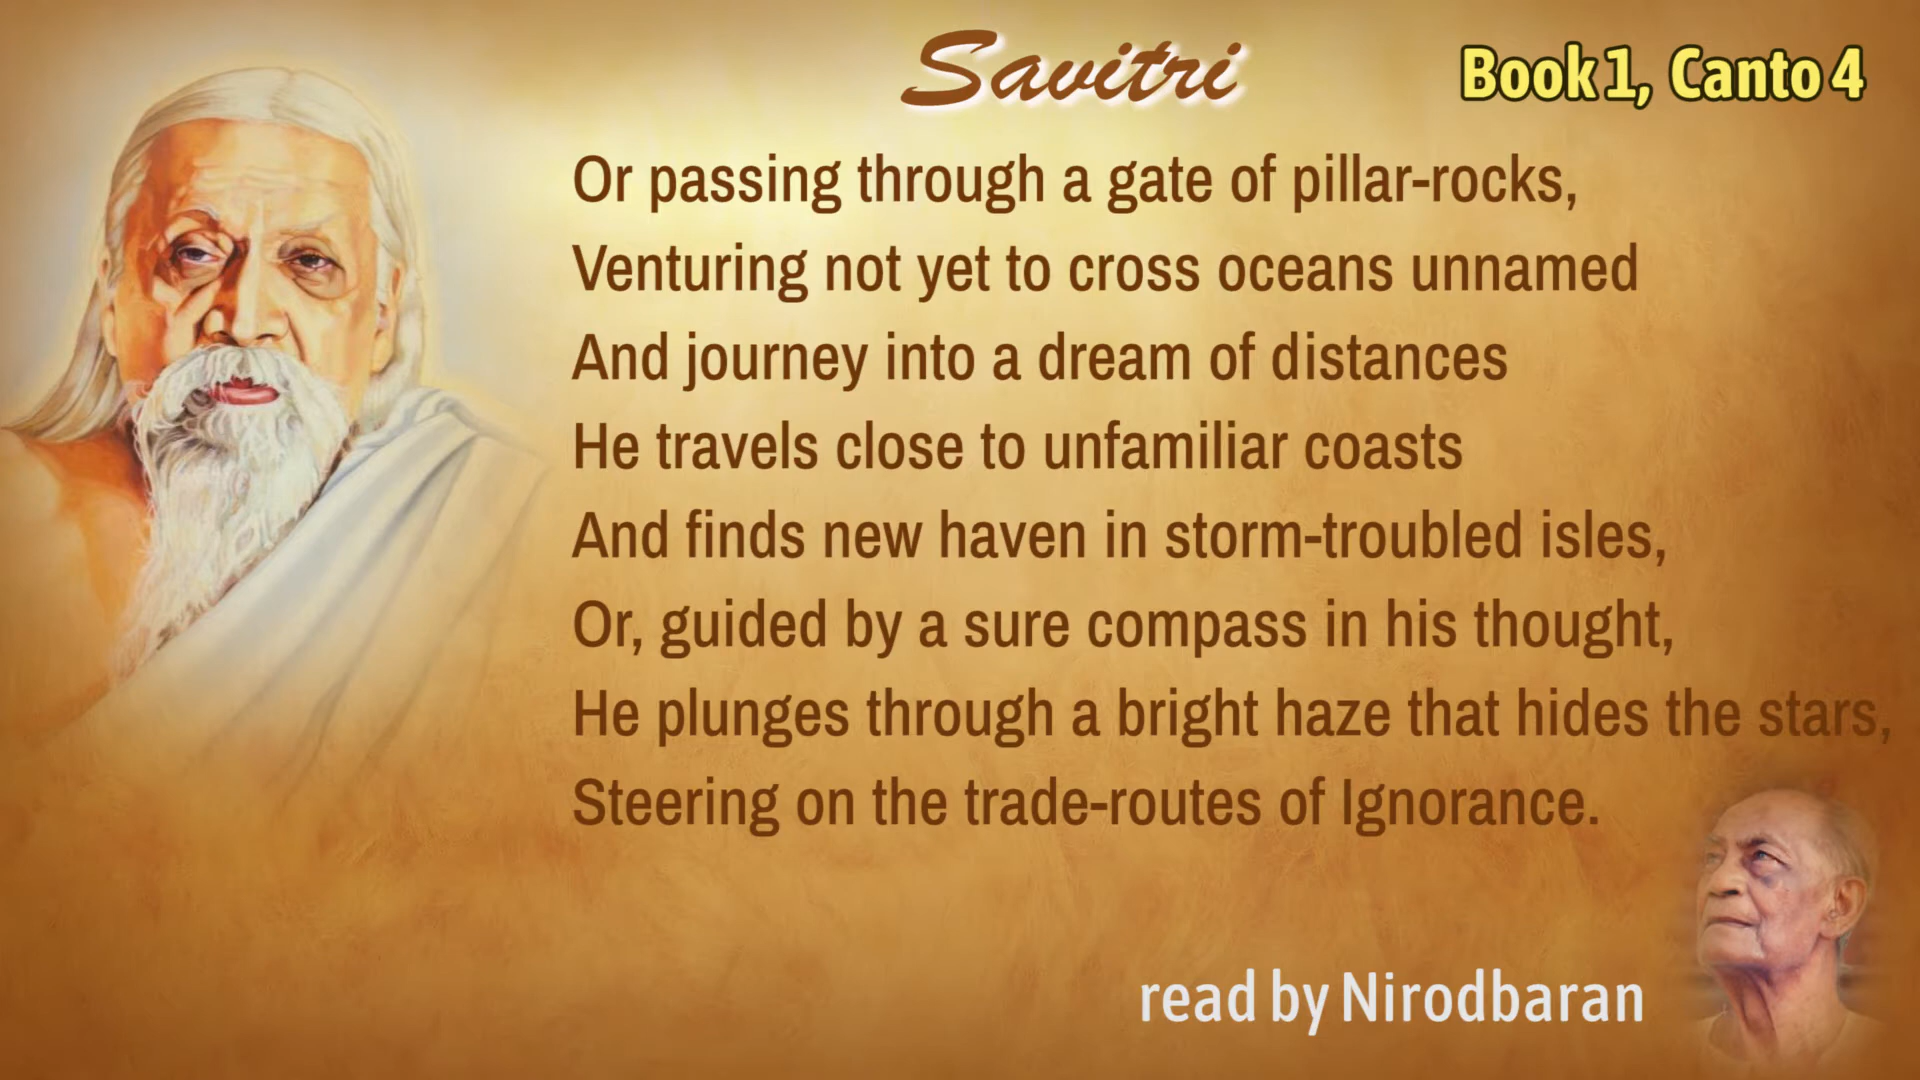 Savitri
Book 1, Canto 4
Or passing through a gate of pillar-rocks,
Venturing not yet to cross oceans unnamed
And journey into a dream of distances
He travels close to unfamiliar coasts
And finds new haven in storm-troubled isles,
Or, guided by a sure compass in his thought,
He plunges through a bright haze that hides the stars,
Steering on the trade-routes of Ignorance.
read by Nirodbaran